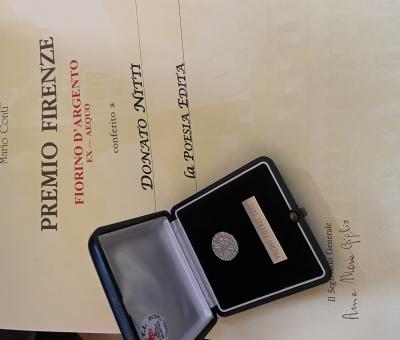 Mario Conti
PREMIO FIRENZE
FIORINO D'ARGENTO
EX — AEQUO
conferito a
DONATO NITTI
la POESIA EDITA
Il Segretario Generale